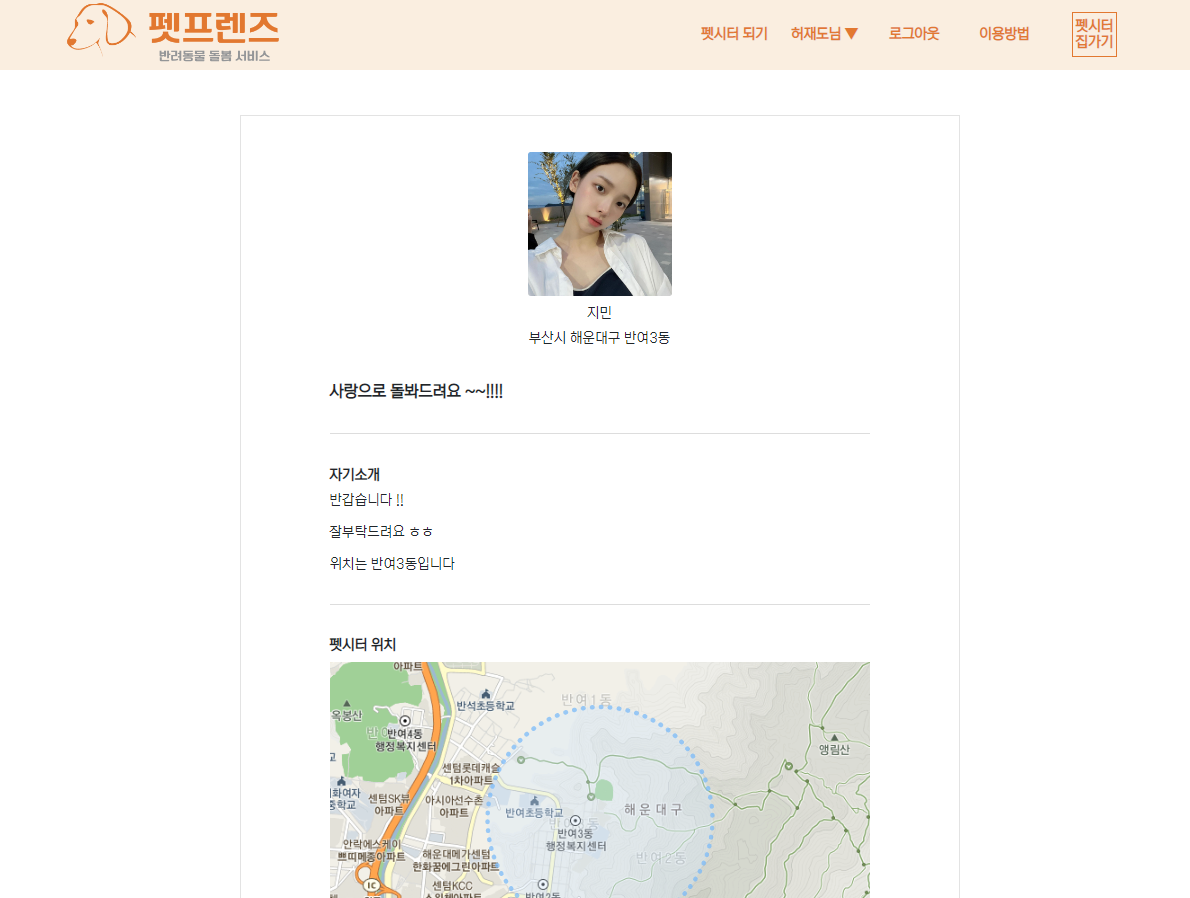 펫프렌즈
반려동물 돌봄 서비스
펫시터 되기
허재도님 ▼
로그아웃
이용방법
펫시터
집가기
지민
부산시 해운대구 반여3동
사랑으로 돌봐드려요 ~~!!!!
자기소개
반갑습니다 !!
잘부탁드려요 ㅎㅎ
위치는 반여3동입니다
펫시터 위치
아파트
반석초등학교
반여1동
옥봉산
반여4동
행정복지센터
앵림산
센텀롯데캐슬
1차아파트
센텀SK뷰
아파트
아시아선수촌
아파트
반여초등학교
해운대구
반여3동
행정복지센터
안락에스케이
쁘띠메종아파트
해운대메가센텀
한화꿈에그린아파트
반여2동
IC
센텀KCC